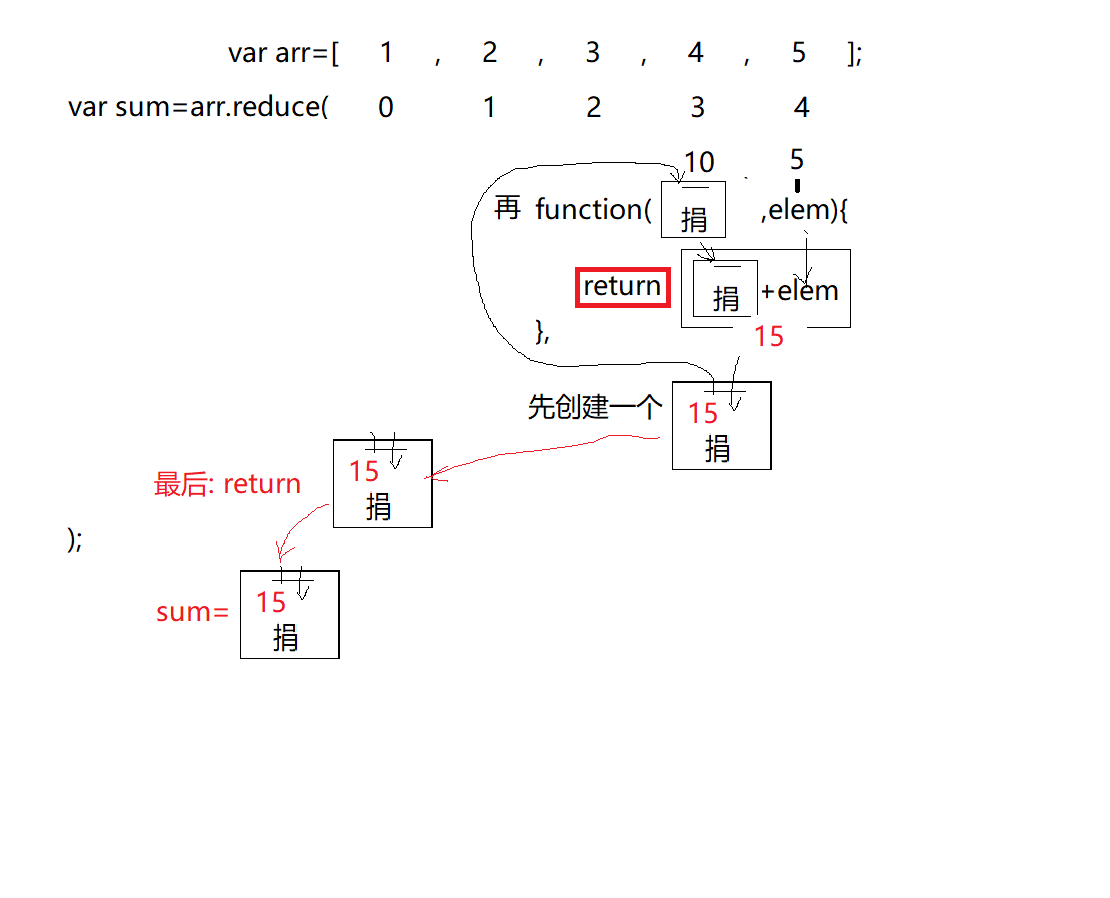 var arr=[ 1 , 2 , 3 , 4 , 5 ];
var sum=arr.reduce( 0 1 2 3 4
10 5
再 function( 捐 ,elem){
return 捐 +elem
}, 15
先创建一个 15
捐
最后: return 15
捐
);
sum= 15
捐